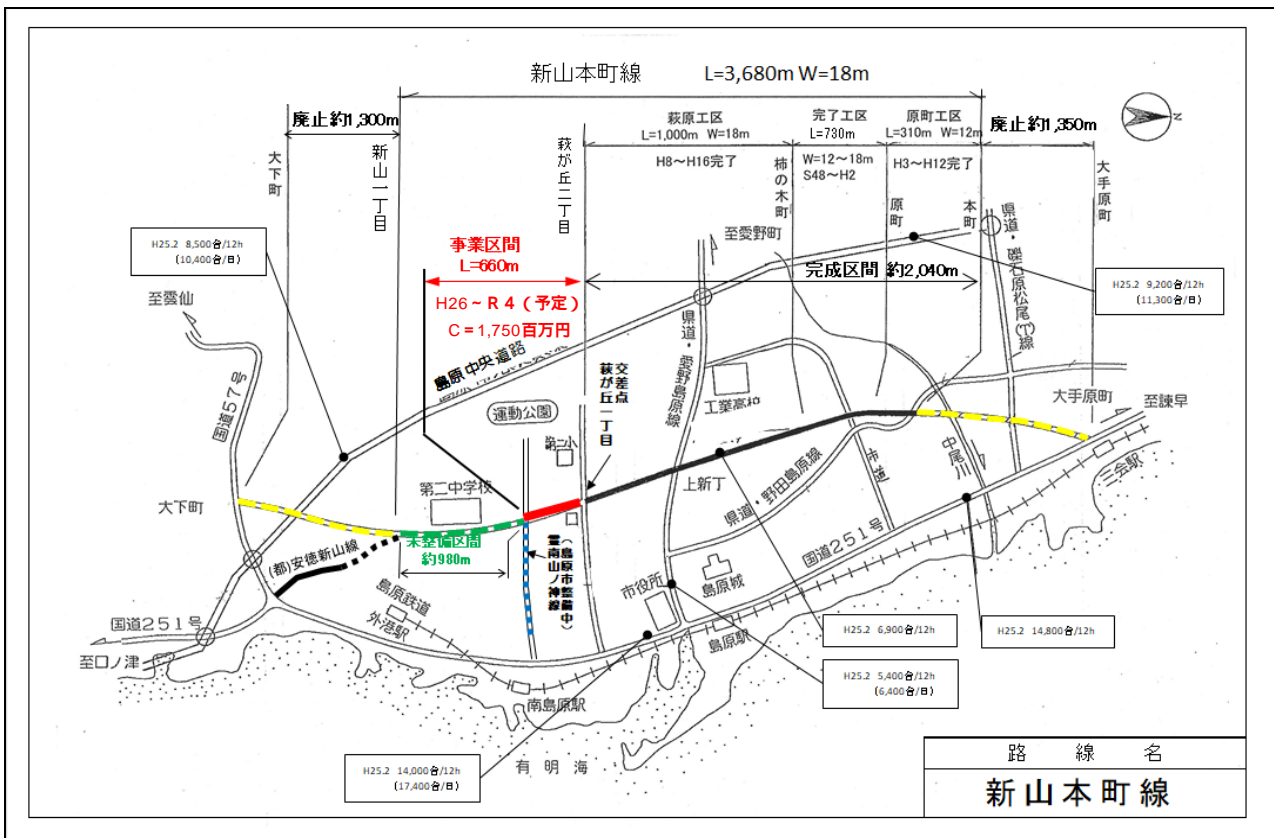 新山本町線 L=3,680m W=18m
廃止約1,300m
萩原工区
L=1,000m W=18m
H8～H16完了
完了工区
L=730m
W=12～18m
S48～H2
原町工区
L=310m W=12m
H3～H12完了
廃止約1,350m
N
大下町
新山一丁目
萩が丘二丁目
柿の木町
原町
本町
大手原町
H25.2 8,500台/12h
(10,400台/日)
事業区間
L=660m
H26～R4（予定）
C＝1,750百万円
至愛野町
完成区間 約2,040m
県道・礫石原松尾(T)線
H25.2 9,200台/12h
(11,300台/日)
至雲仙
国道57号
島原中央道路
運動公園
第二小
交差点
萩が丘一丁目
県道・愛野島原線
工業高校
大手原町
至諫早
三会駅
中尾川
大下町
第二中学校
上新丁
県道・野田島原線
国道251号
未整備区間
約980m
(都)安徳新山線
霊南山ノ神線
（島原市整備中）
島原鉄道
外港駅
市役所
島原城
島原駅
国道251号
至口ノ津
南島原駅
有明海
H25.2 6,900台/12h
H25.2 14,800台/12h
H25.2 5,400台/12h
(6,400台/日)
H25.2 14,000台/12h
(17,400台/日)
路線名
新山本町線